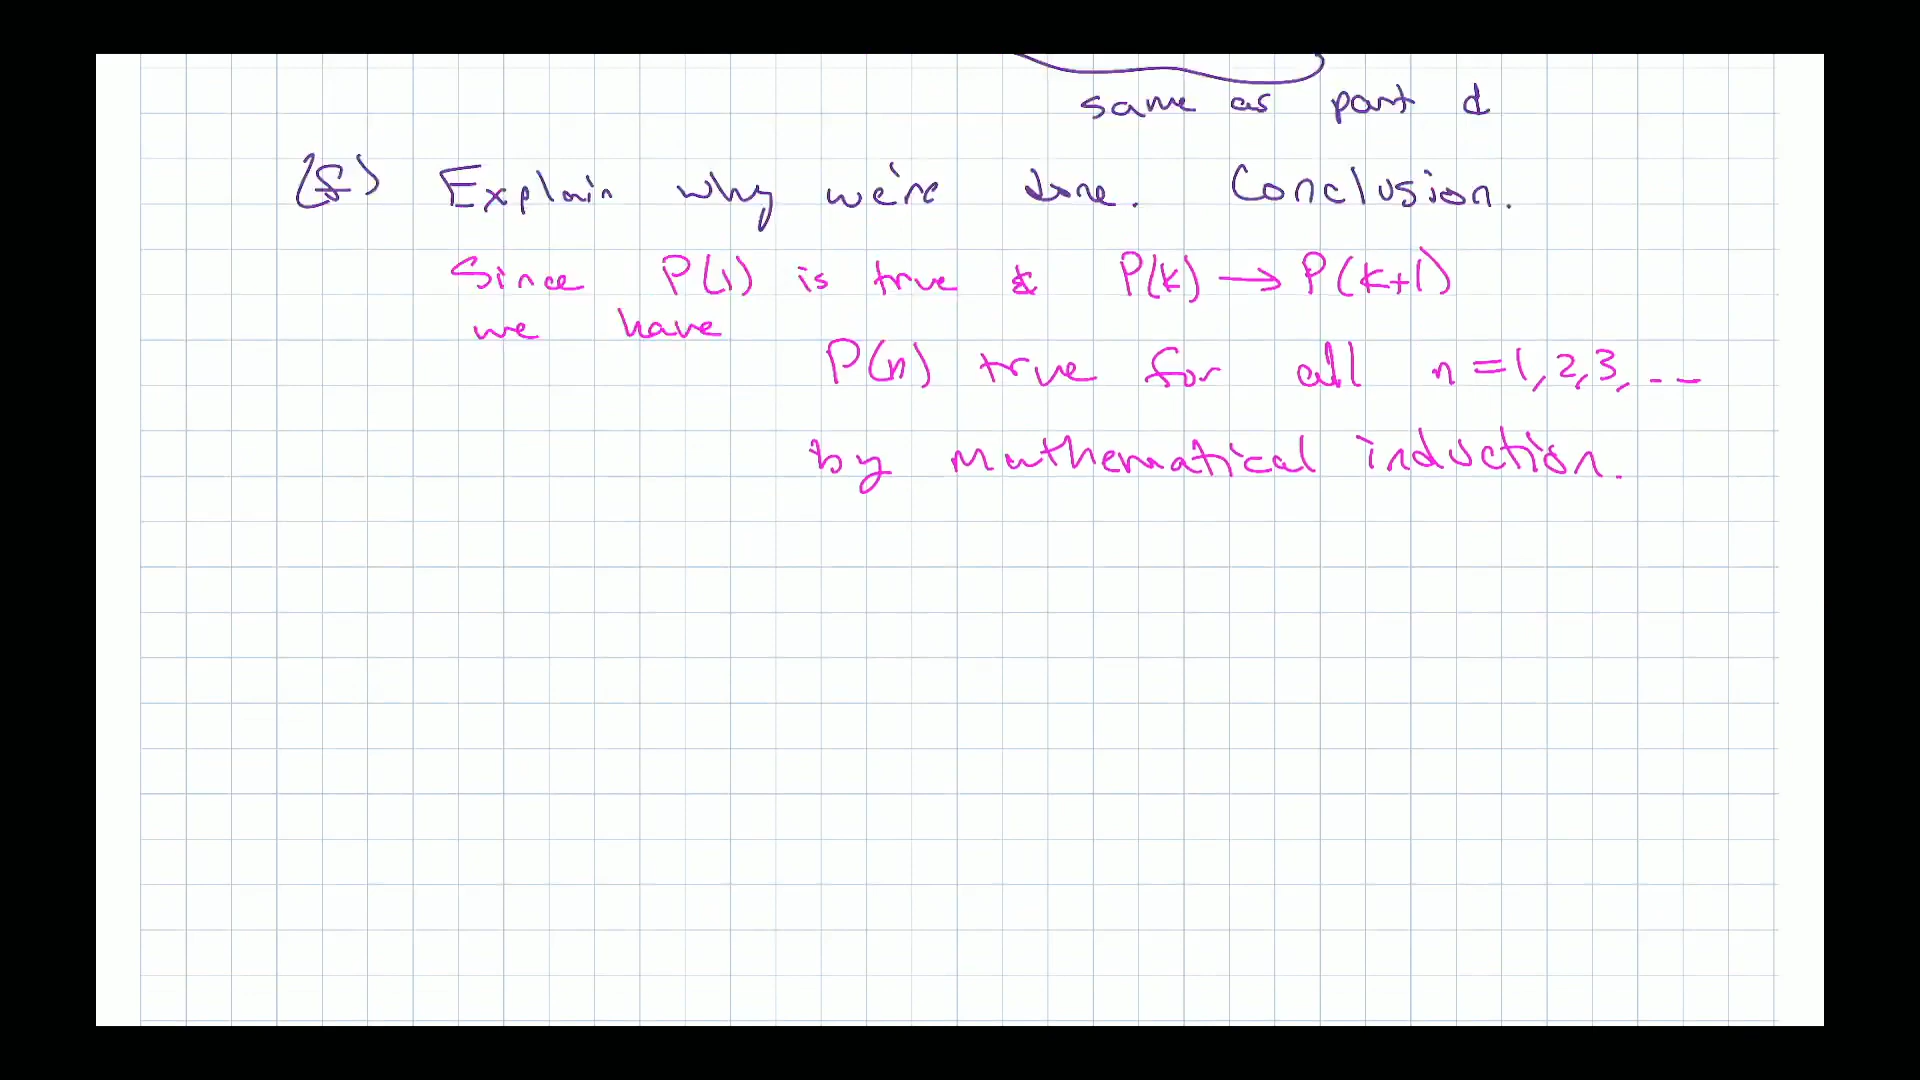 same as part d
(f) Explain why we're done. Conclusion.
Since P(1) is true & P(k) → P(k+1)
we have
P(n) true for all n=1,2,3,...
by mathematical induction.